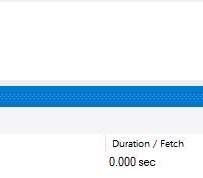 Duration / Fetch
0.000 sec